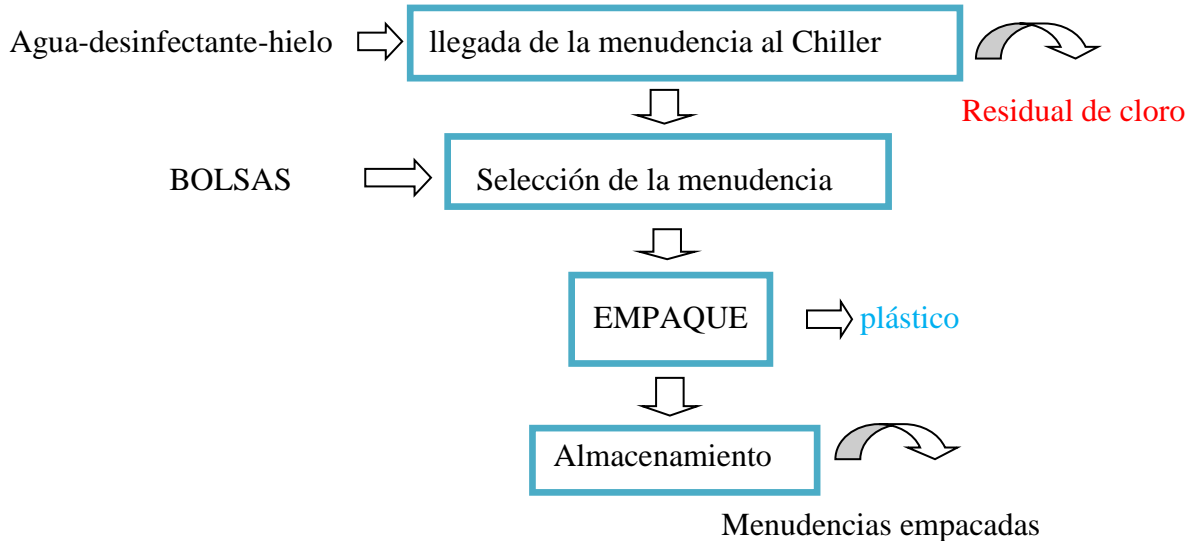 Agua-desinfectante-hielo
llegada de la menudencia al Chiller
Residual de cloro
BOLSAS
Selección de la menudencia
EMPAQUE
plástico
Almacenamiento
Menudencias empacadas